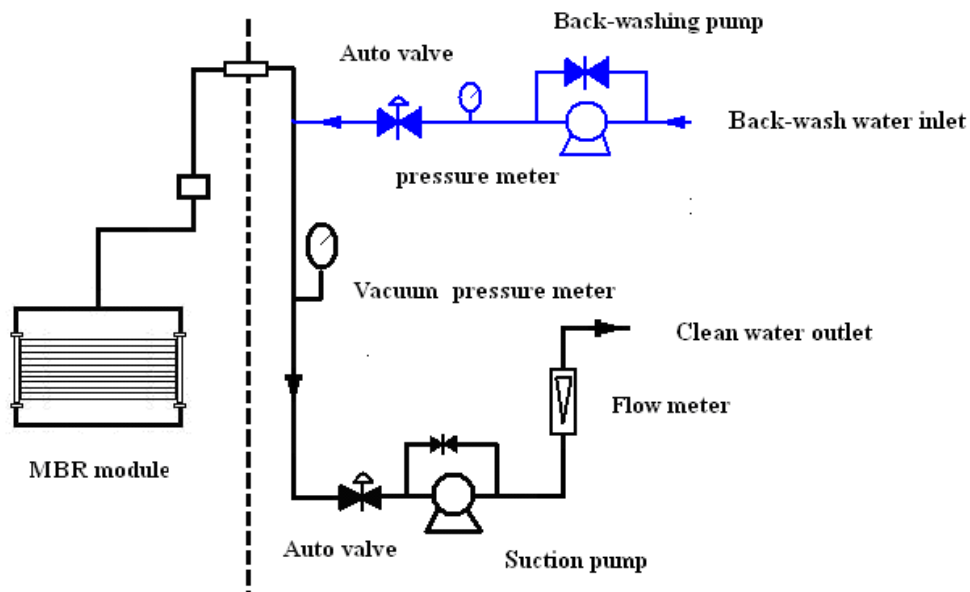 Back-washing pump
Auto valve
Back-wash water inlet
pressure meter
Vacuum pressure meter
Clean water outlet
Flow meter
MBR module
Auto valve
Suction pump